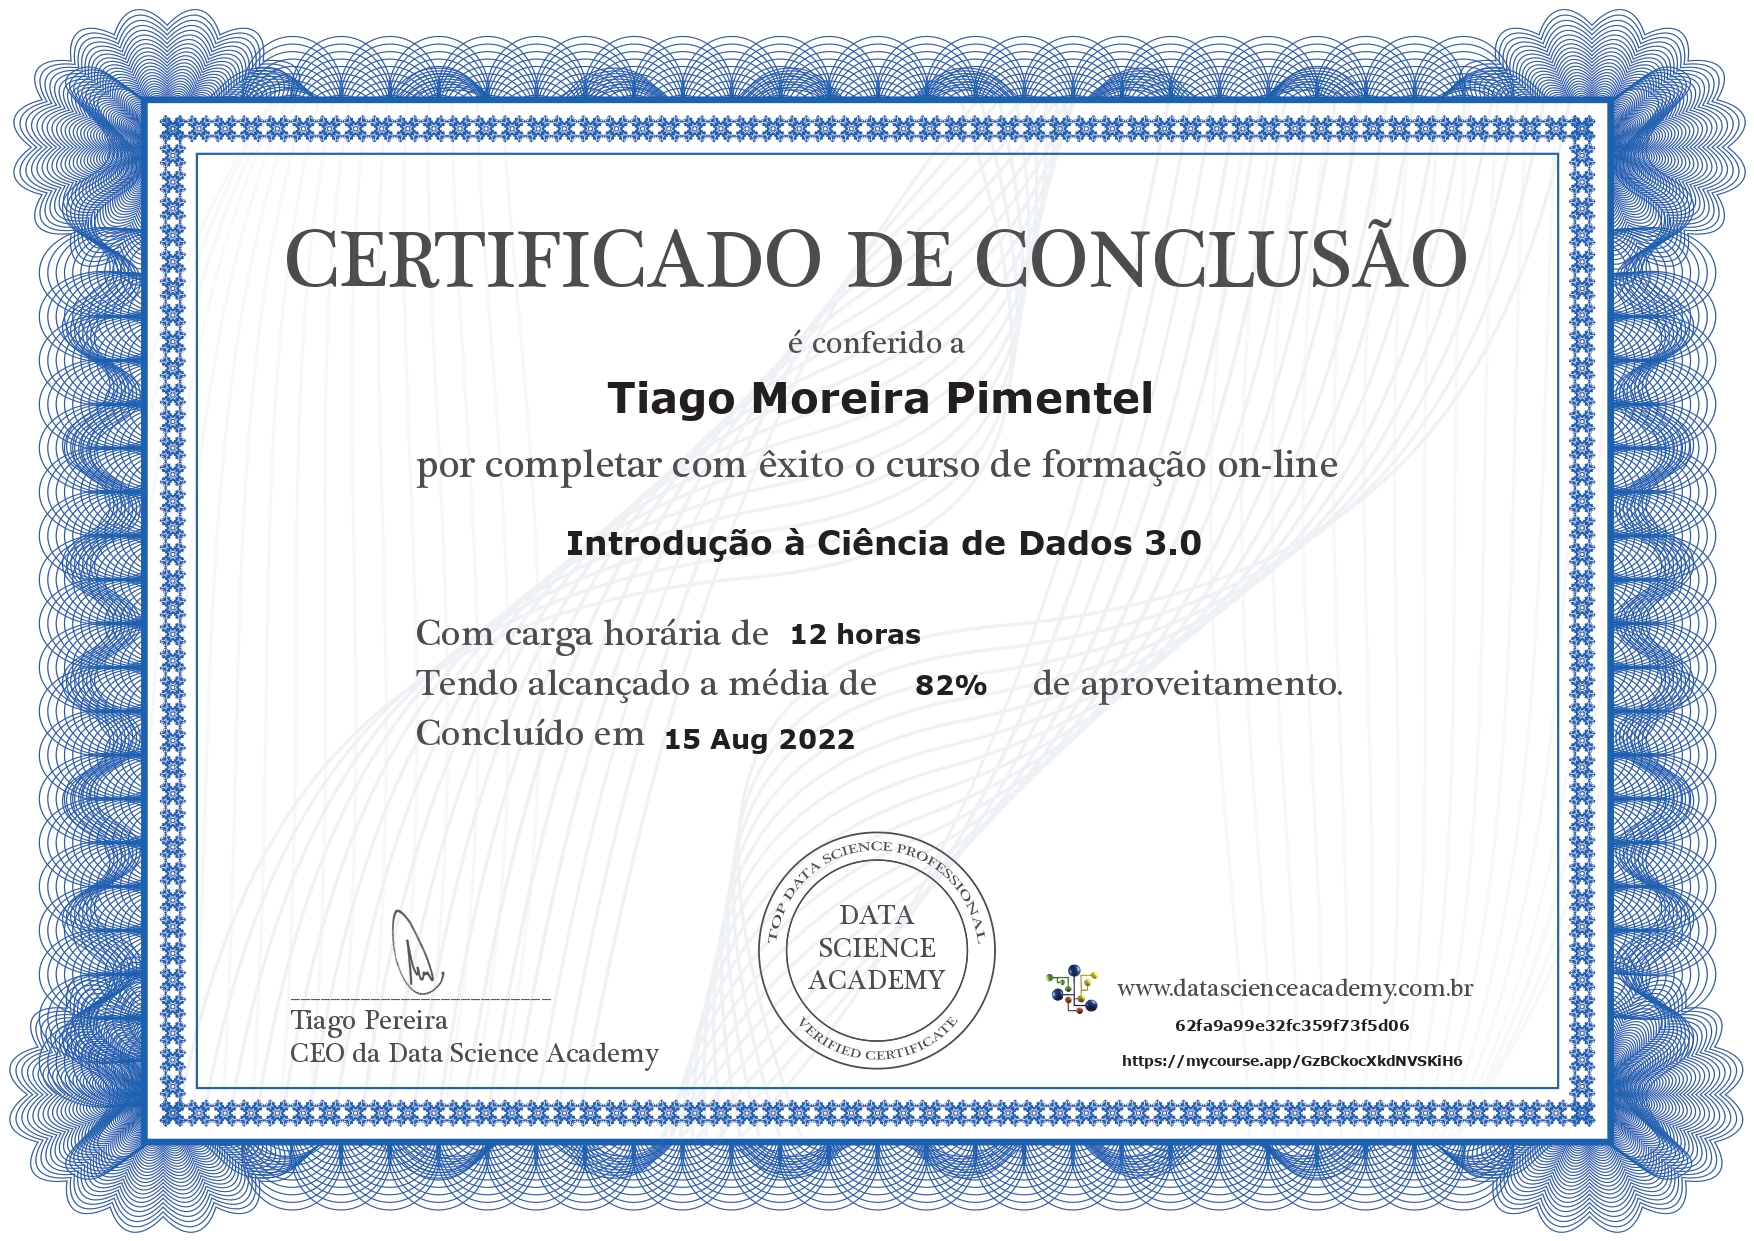 CERTIFICADO DE CONCLUSÃO
é conferido a
Tiago Moreira Pimentel
por completar com êxito o curso de formação on-line
Introdução à Ciência de Dados 3.0
Com carga horária de 12 horas
Tendo alcançado a média de 82% de aproveitamento.
Concluído em 15 Aug 2022
Tiago Pereira
CEO da Data Science Academy
TOP DATA SCIENCE PROFESSIONAL
DATA
SCIENCE
ACADEMY
VERIFIED CERTIFICATE
www.datascienceacademy.com.br
62fa9a99e32fc359f73f5d06
https://mycourse.app/GzBCkocXkdNVSKiH6